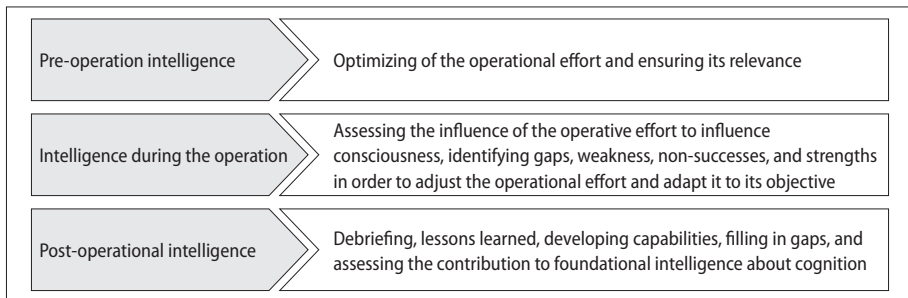 Pre-operation intelligence
Optimizing of the operational effort and ensuring its relevance
Intelligence during the operation
Assessing the influence of the operative effort to influence
consciousness, identifying gaps, weakness, non-successes, and strengths
in order to adjust the operational effort and adapt it to its objective
Post-operational intelligence
Debriefing, lessons learned, developing capabilities, filling in gaps, and
assessing the contribution to foundational intelligence about cognition